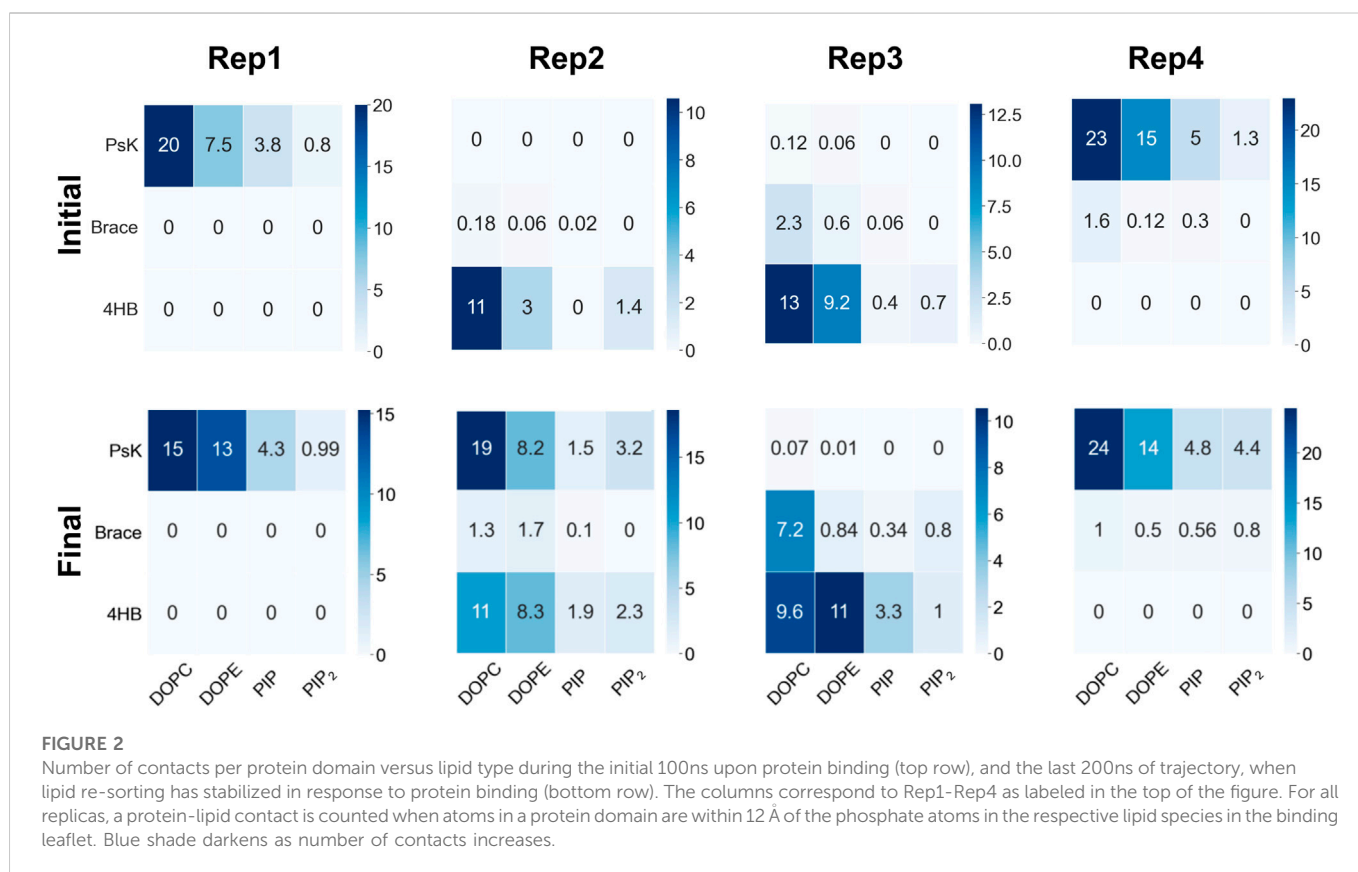 Rep1 Rep2 Rep3 Rep4
Initial
PsK 20 7.5 3.8 0.8
Brace 0 0 0 0
4HB 0 0 0 0
20
15
10
5
0
0 0 0 0
0.18 0.06 0.02 0
11 3 0 1.4
10
8
6
4
2
0
0.12 0.06 0 0
2.3 0.6 0.06 0
13 9.2 0.4 0.7
12.5
10.0
7.5
5.0
2.5
0.0
23 15 5 1.3
1.6 0.12 0.3 0
0 0 0 0
20
15
10
5
0
Final
PsK 15 13 4.3 0.99
Brace 0 0 0 0
4HB 0 0 0 0
15
10
5
0
19 8.2 1.5 3.2
1.3 1.7 0.1 0
11 8.3 1.9 2.3
15
10
5
0
0.07 0.01 0 0
7.2 0.84 0.34 0.8
9.6 11 3.3 1
10
8
6
4
2
0
24 14 4.8 4.4
1 0.5 0.56 0.8
0 0 0 0
20
15
10
5
0
DOPC DOPE PIP PIP₂
DOPC DOPE PIP PIP₂
DOPC DOPE PIP PIP₂
DOPC DOPE PIP PIP₂
FIGURE 2
Number of contacts per protein domain versus lipid type during the initial 100ns upon protein binding (top row), and the last 200ns of trajectory, when
lipid re-sorting has stabilized in response to protein binding (bottom row). The columns correspond to Rep1-Rep4 as labeled in the top of the figure. For all
replicas, a protein-lipid contact is counted when atoms in a protein domain are within 12 Å of the phosphate atoms in the respective lipid species in the binding
leaflet. Blue shade darkens as number of contacts increases.